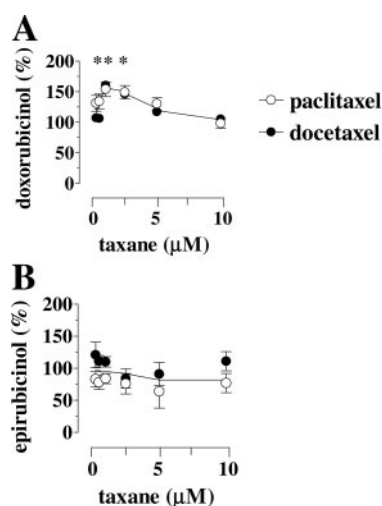 A
** *
200
150
100
50
0
doxorubicinol (%)
0 5 10
taxane (μM)
paclitaxel
docetaxel
B
200
150
100
50
0
epirubicinol (%)
0 5 10
taxane (μM)